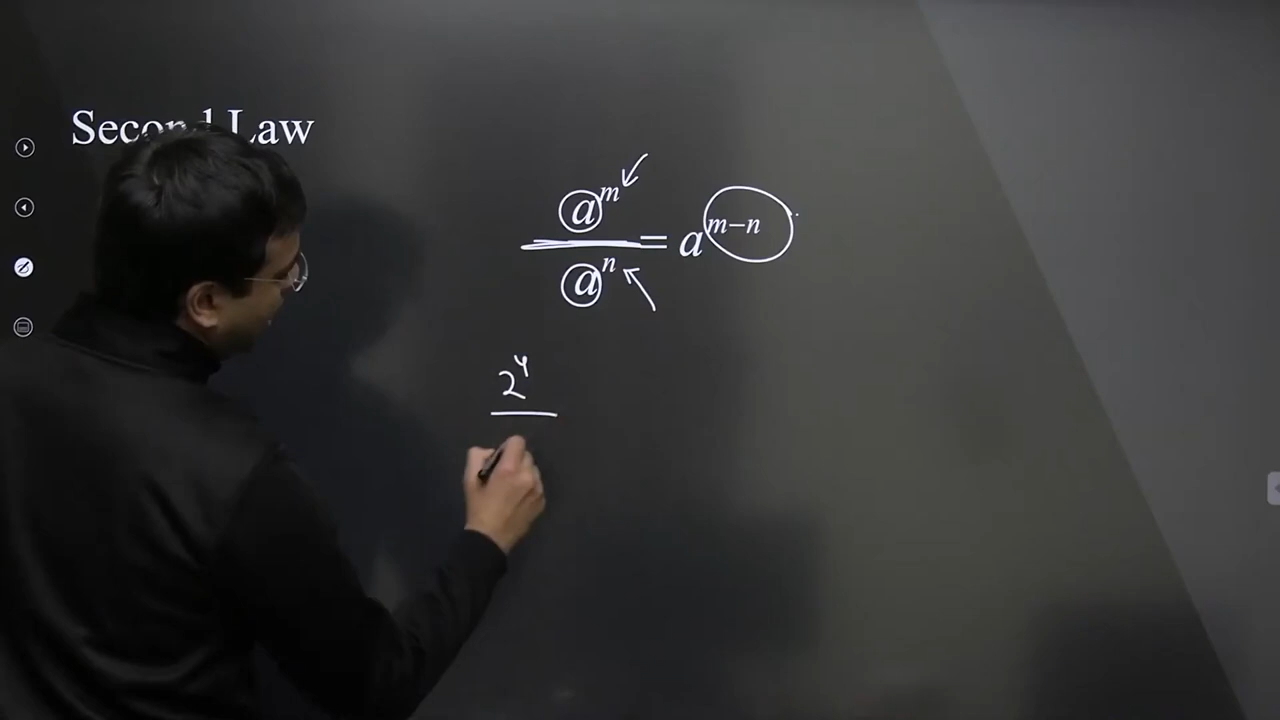 Second Law
a^m / a^n = a^(m-n)
2^4